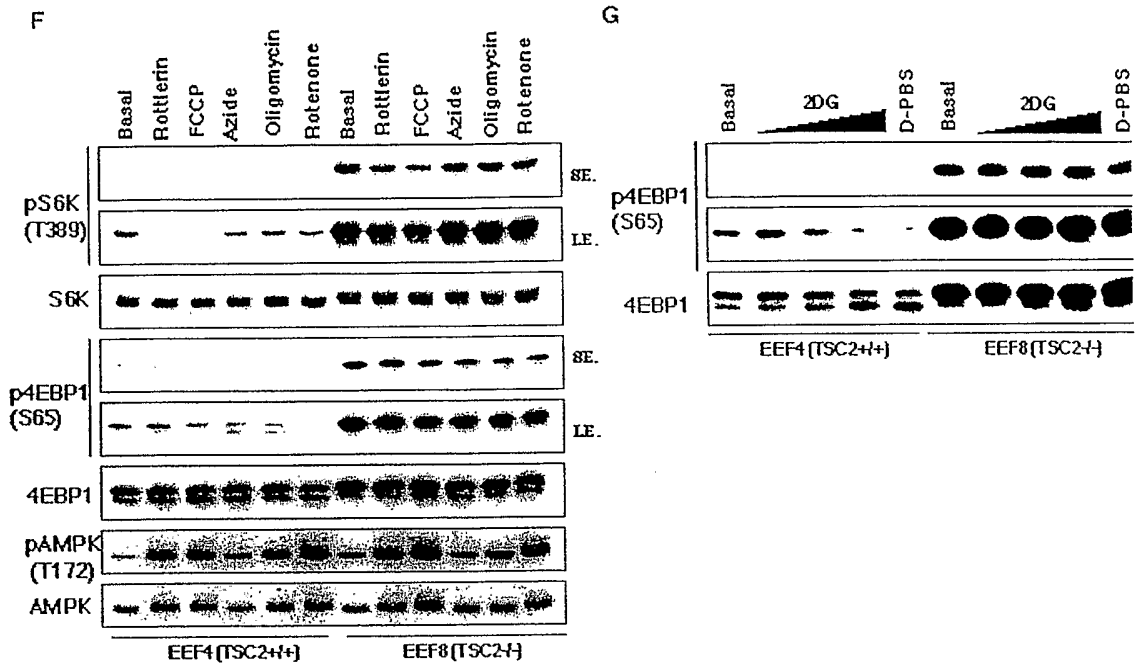 F
Basal
Rottlerin
FCCP
Azide
Oligomycin
Rotenone
Basal
Rottlerin
FCCP
Azide
Oligomycin
Rotenone
pS6K
(T389)
SE.
LE.
S6K
p4EBP1
(S65)
SE.
LE.
4EBP1
pAMPK
(T172)
AMPK
EEF4 (TSC2+/+)
EEF8 (TSC2-/-)
G
Basal
2DG
D-PBS
Basal
2DG
D-PBS
p4EBP1
(S65)
4EBP1
EEF4 (TSC2+/+)
EEF8 (TSC2-/-)